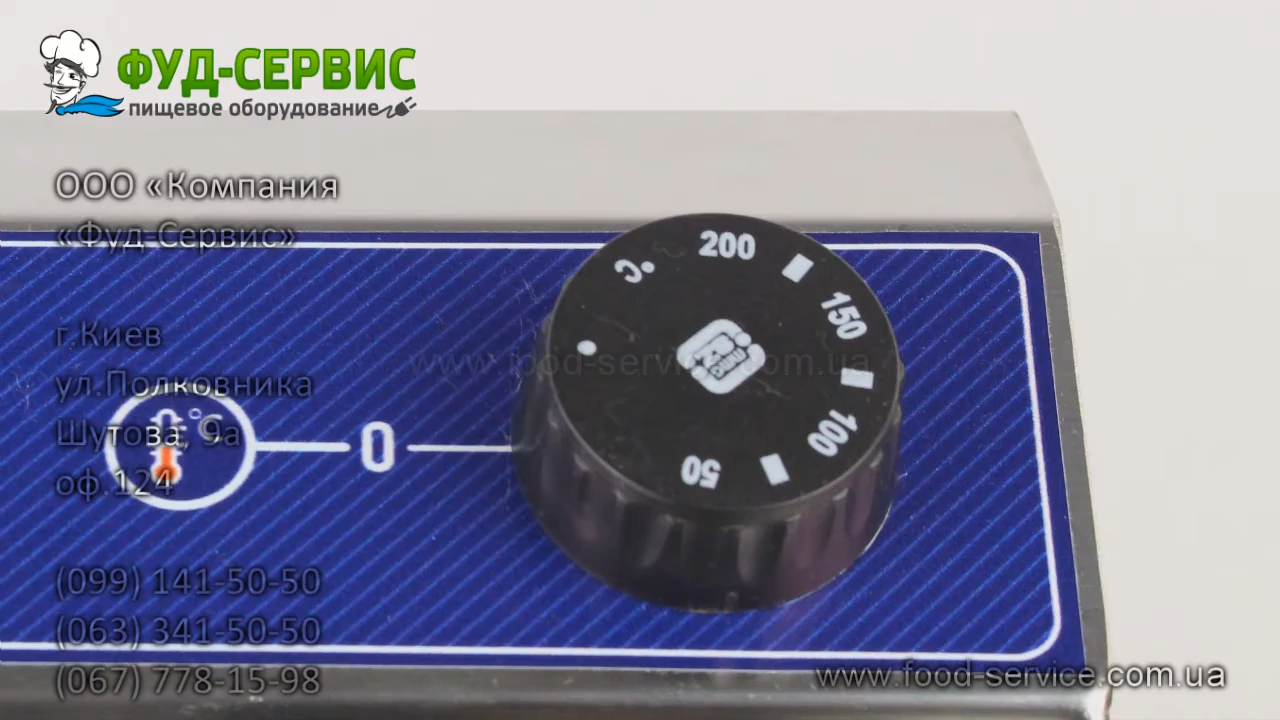 ФУД-СЕРВИС
пищевое оборудование
ООО «Компания
«Фуд-Сервис»
г.Киев
ул.Полковника
Шутова, 9а
оф.124
(099) 141-50-50
(063) 341-50-50
(067) 778-15-98
°C
0
°C
200
150
100
50
www.food-service.com.ua
www.food-service.com.ua